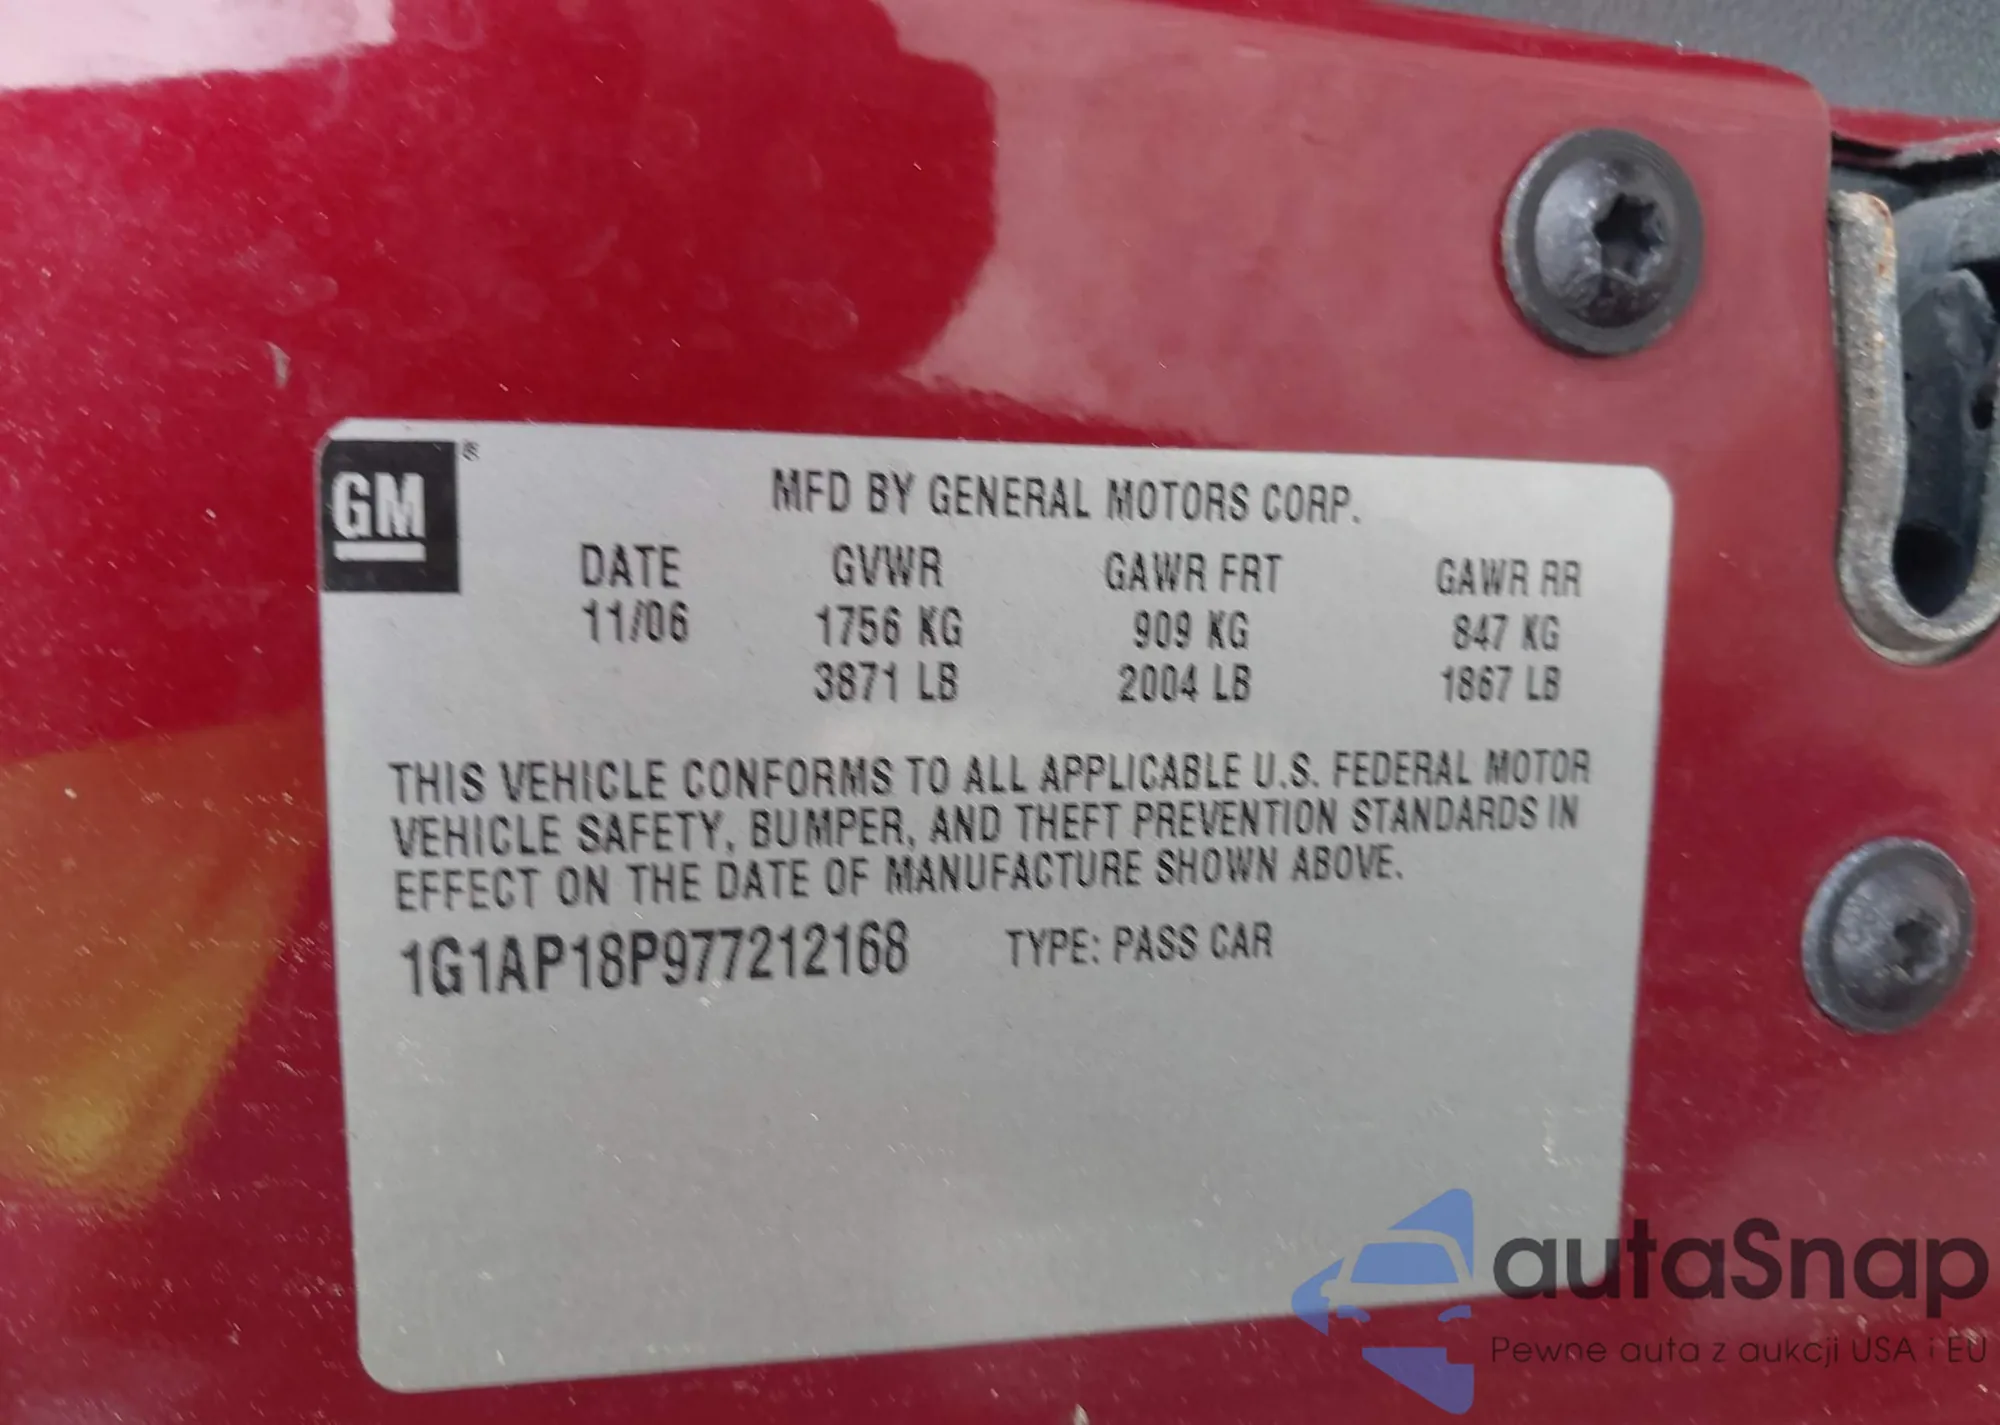 GM ®
MFD BY GENERAL MOTORS CORP.
DATE GVWR GAWR FRT GAWR RR
11/06 1756 KG 909 KG 847 KG
3871 LB 2004 LB 1867 LB
THIS VEHICLE CONFORMS TO ALL APPLICABLE U.S. FEDERAL MOTOR
VEHICLE SAFETY, BUMPER, AND THEFT PREVENTION STANDARDS IN
EFFECT ON THE DATE OF MANUFACTURE SHOWN ABOVE.
1G1AP18P977212168 TYPE: PASS CAR
autaSnap
Pewne auta z aukcji USA i EU